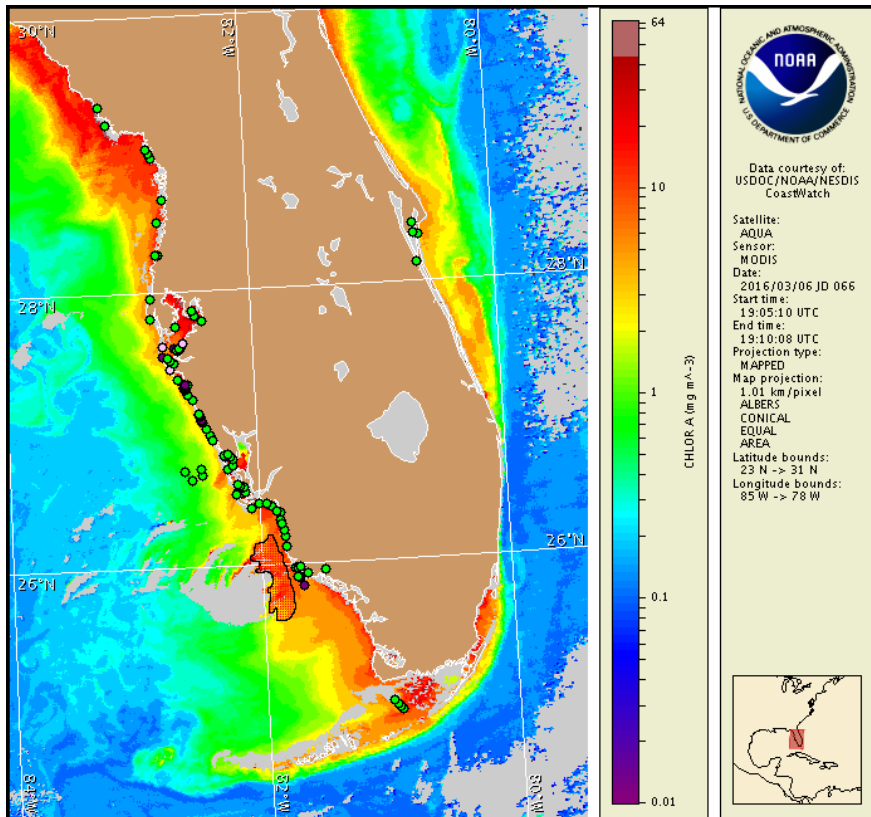 30°N
82°W
80°W
28°N
28°N
26°N
26°N
84°W
82°W
80°W
64
10
1
0.1
0.01
CHLOR A (mg m^-3)
NATIONAL OCEANIC AND ATMOSPHERIC ADMINISTRATION
NOAA
U.S. DEPARTMENT OF COMMERCE
Data courtesy of:
USDOC/NOAA/NESDIS
CoastWatch
Satellite:
AQUA
Sensor:
MODIS
Date:
2016/03/06 JD 066
Start time:
19:05:10 UTC
End time:
19:10:08 UTC
Projection type:
MAPPED
Map projection:
1.01 km/pixel
ALBERS
CONICAL
EQUAL
AREA
Latitude bounds:
23 N -> 31 N
Longitude bounds:
85 W -> 78 W